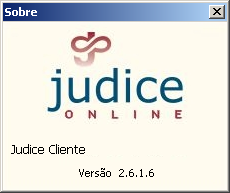 Sobre
judice
ONLINE
Judice Cliente
Versão 2.6.1.6